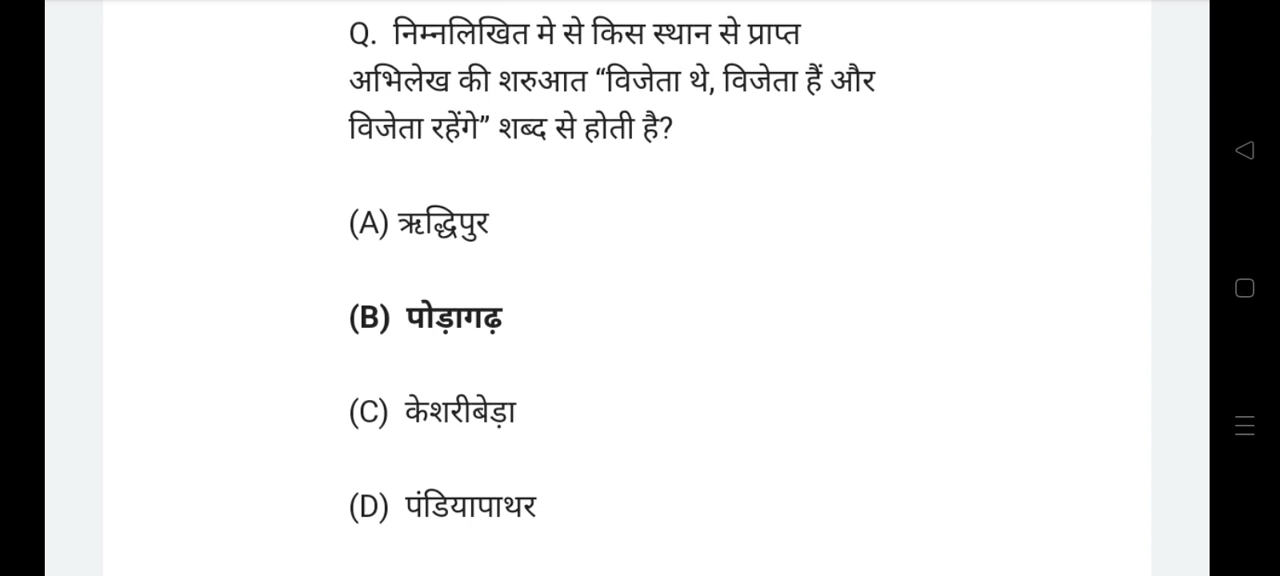 Q. निम्नलिखित मे से किस स्थान से प्राप्त
अभिलेख की शरुआत “विजेता थे, विजेता हैं और
विजेता रहेंगे” शब्द से होती है?
(A) ऋद्धिपुर
(B) पोड़ागढ़
(C) केशरीबेड़ा
(D) पंडियापाथर